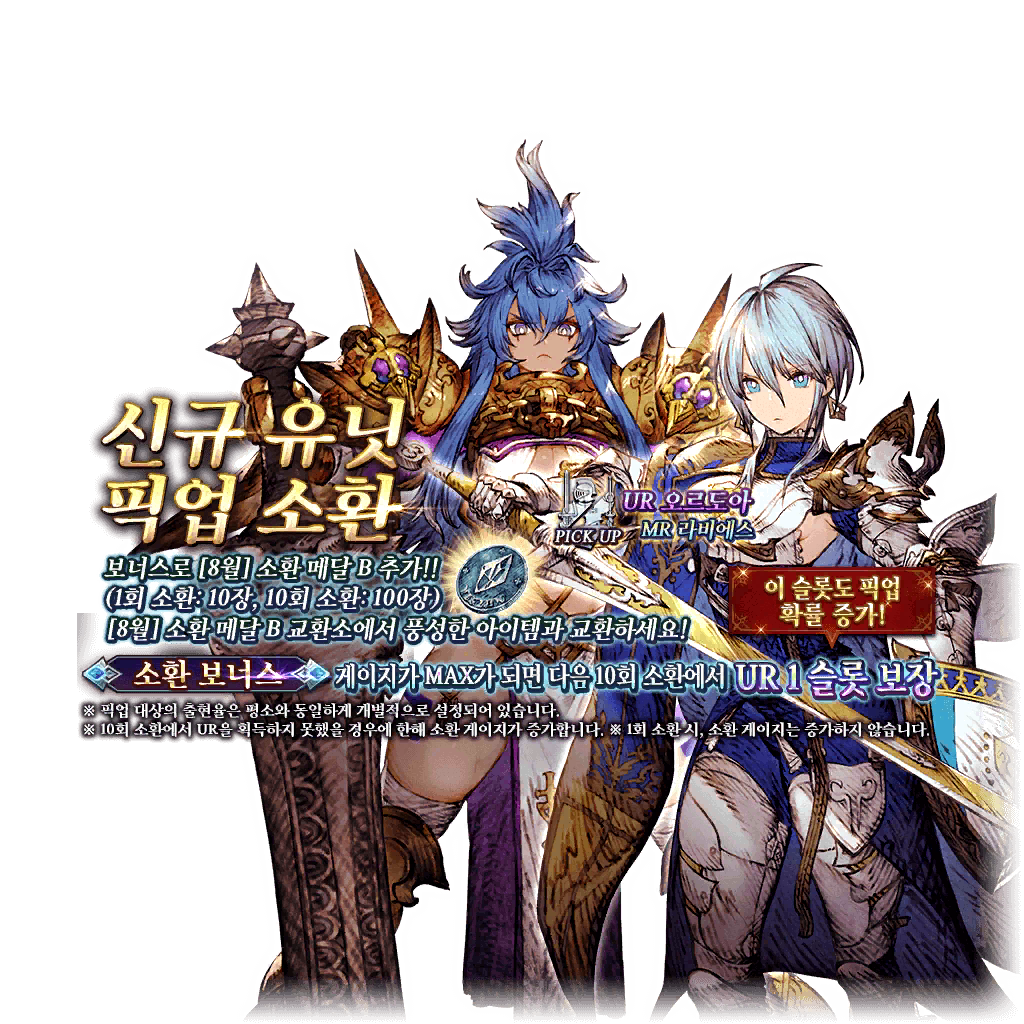 신규 유닛
픽업 소환
UR 오르도아
PICK UP
MR 라비에스
보너스로 [8월] 소환 메달 B 추가!!
(1회 소환: 10장, 10회 소환: 100장)
[8월] 소환 메달 B 교환소에서 풍성한 아이템과 교환하세요!
이 슬롯도 픽업
확률 증가!
소환 보너스
게이지가 MAX가 되면 다음 10회 소환에서 UR 1 슬롯 보장
※ 픽업 대상의 출현율은 평소와 동일하게 개별적으로 설정되어 있습니다.
※ 10회 소환에서 UR을 획득하지 못했을 경우에 한해 소환 게이지가 증가합니다. ※ 1회 소환 시, 소환 게이지는 증가하지 않습니다.